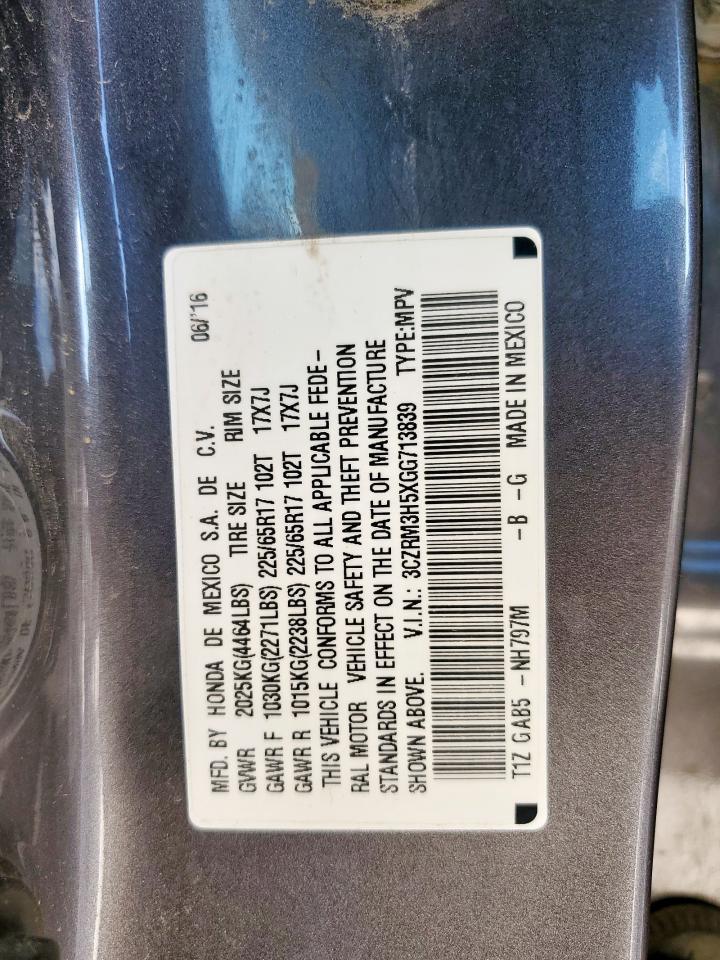 MFD. BY HONDA DE MEXICO S.A. DE C.V. 06/'16
GVWR 2025KG(4464LBS) TIRE SIZE RIM SIZE
GAWR F 1030KG(2271LBS) 225/65R17 102T 17X7J
GAWR R 1015KG(2238LBS) 225/65R17 102T 17X7J
THIS VEHICLE CONFORMS TO ALL APPLICABLE FEDE-
RAL MOTOR VEHICLE SAFETY AND THEFT PREVENTION
STANDARDS IN EFFECT ON THE DATE OF MANUFACTURE
SHOWN ABOVE. V.I.N.: 3CZRM3H5XGG713839 TYPE:MPV
T1Z GAB5 -NH797M -B -G MADE IN MEXICO